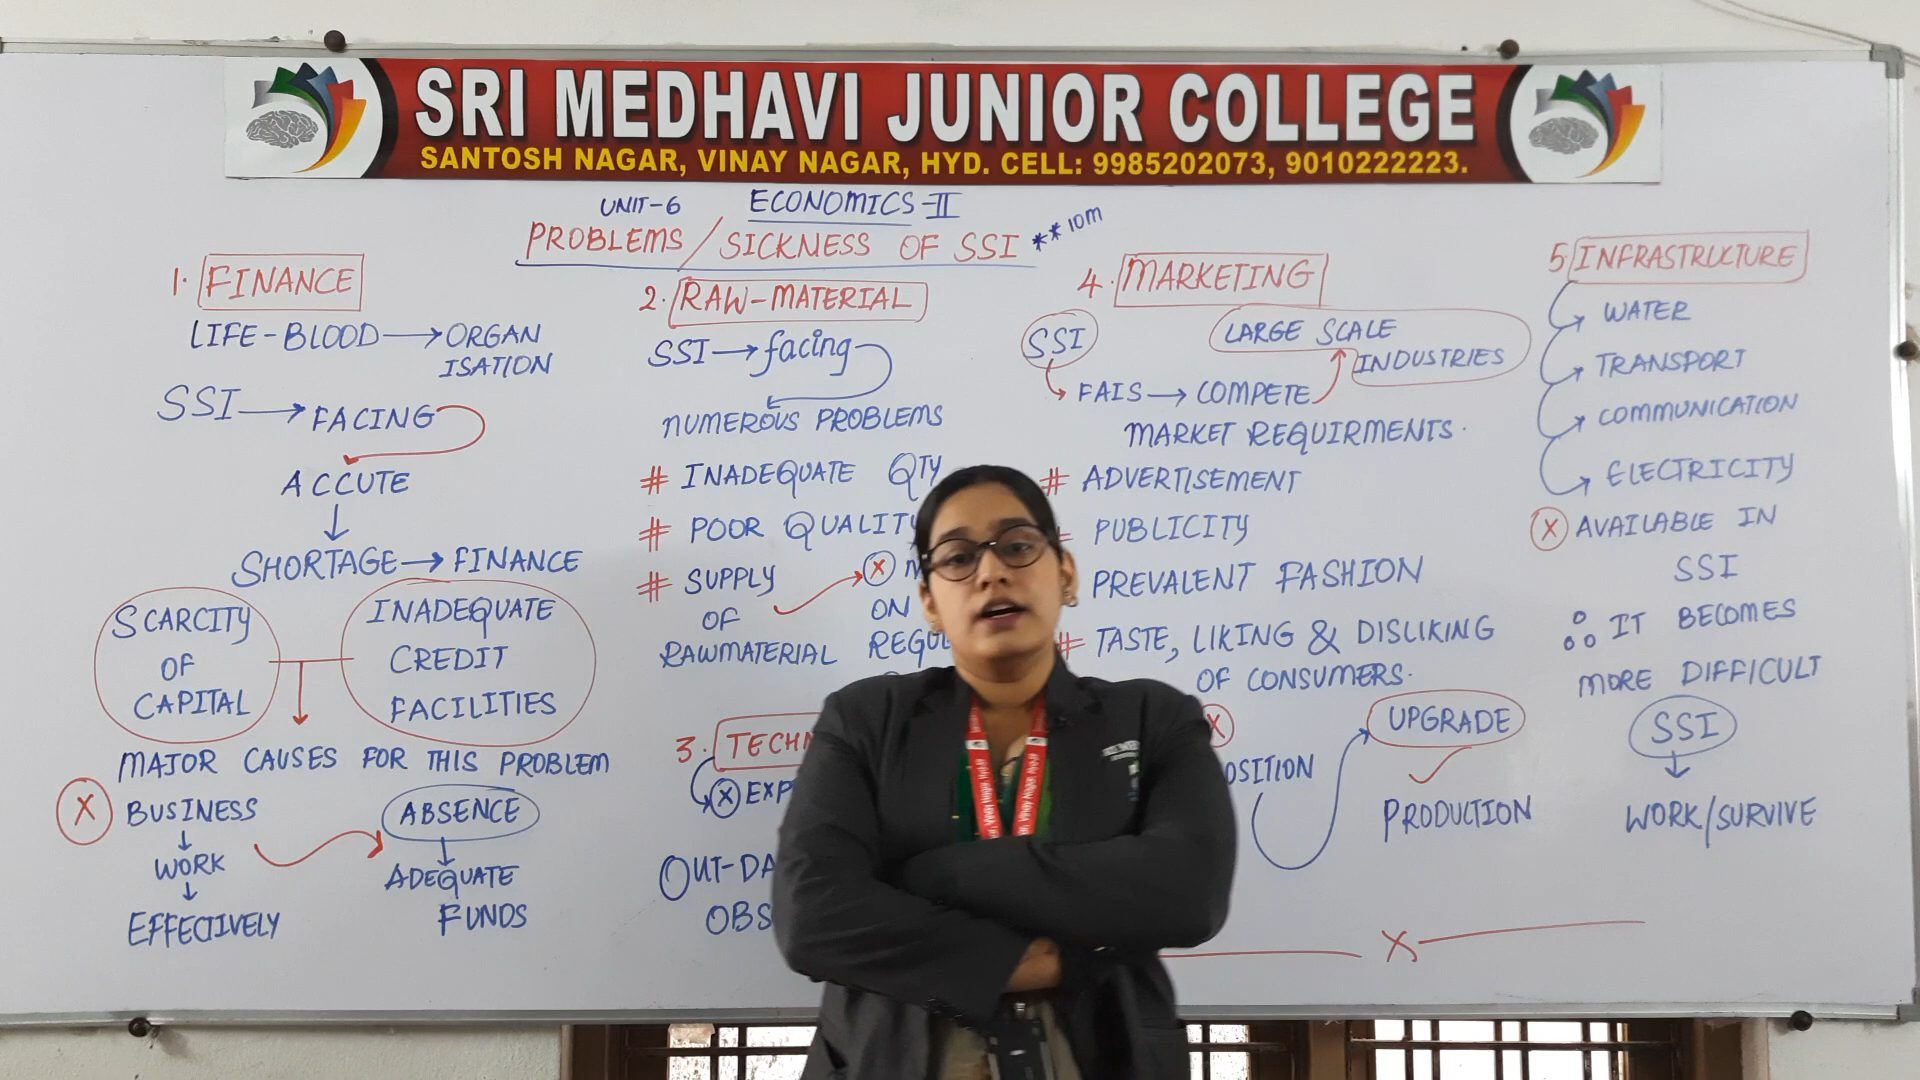 SRI MEDHAVI JUNIOR COLLEGE
SANTOSH NAGAR, VINAY NAGAR, HYD. CELL: 9985202073, 9010222223.
UNIT-6 ECONOMICS-II
PROBLEMS / SICKNESS OF SSI **10M
1. FINANCE
LIFE-BLOOD → ORGAN
ISATION
SSI → FACING
ACCUTE
↓
SHORTAGE → FINANCE
SCARCITY
OF
CAPITAL
INADEQUATE
CREDIT
FACILITIES
MAJOR CAUSES FOR THIS PROBLEM
X BUSINESS
↓
WORK
↓
EFFECTIVELY
ABSENCE
↓
ADEQUATE
FUNDS
2. RAW-MATERIAL
SSI → facing
NUMEROUS PROBLEMS
# INADEQUATE QTY
# POOR QUALITY
# SUPPLY
OF
RAWMATERIAL
X
ON
3.
X
4. MARKETING
SSI
LARGE SCALE
INDUSTRIES
FAIS → COMPETE
MARKET REQUIRMENTS.
# ADVERTISEMENT
# PUBLICITY
PREVALENT FASHION
# TASTE, LIKING & DISLIKING
OF CONSUMERS.
X
OSITION
UPGRADE
PRODUCTION
X
5. INFRASTRUCTURE
WATER
TRANSPORT
COMMUNICATION
ELECTRICITY
X AVAILABLE IN
SSI
∴ IT BECOMES
MORE DIFFICULT
SSI
↓
WORK/SURVIVE